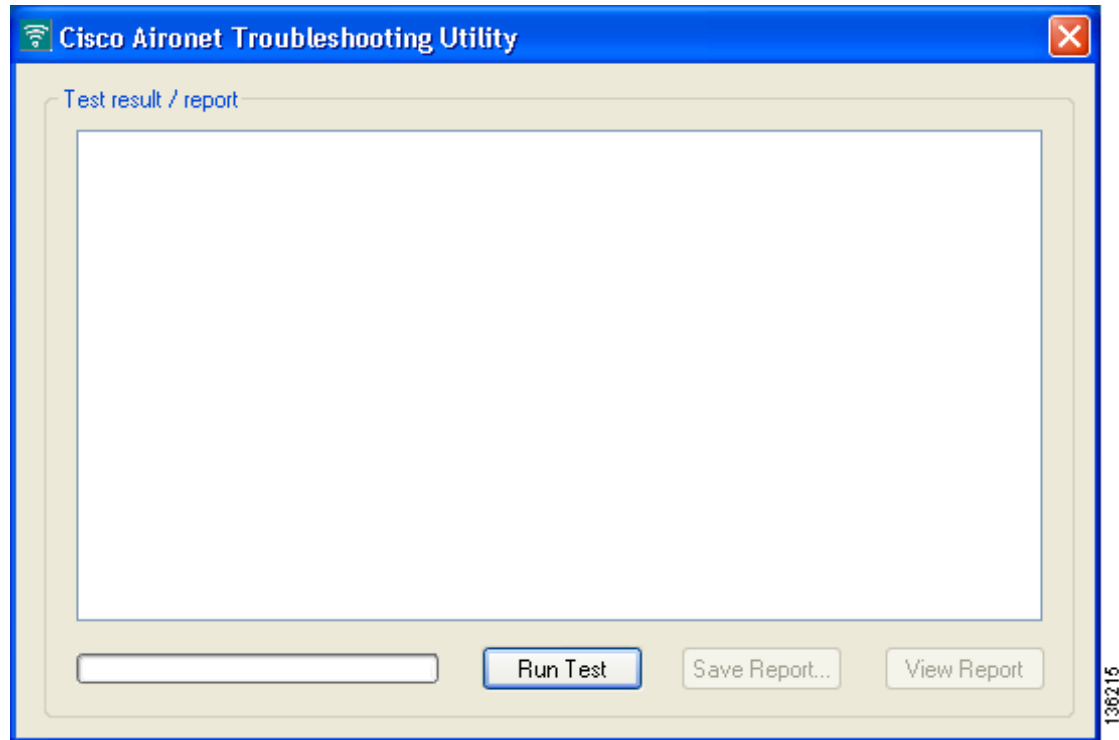 Cisco Aironet Troubleshooting Utility
Test result / report
Run Test
Save Report...
View Report
136215